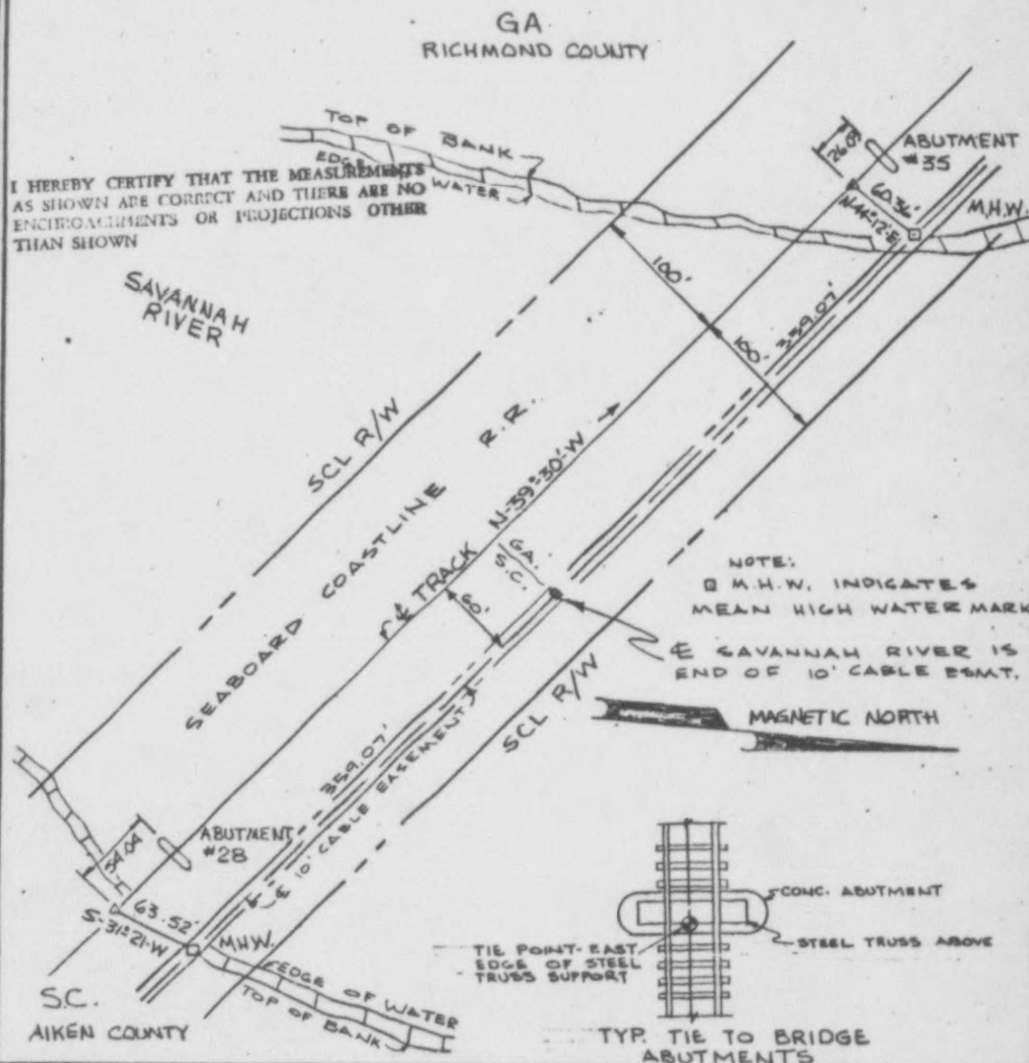 GA
RICHMOND COUNTY
TOP OF BANK
EDGE WATER
I HEREBY CERTIFY THAT THE MEASUREMENTS
AS SHOWN ARE CORRECT AND THERE ARE NO
ENCROACHMENTS OR PROJECTIONS OTHER
THAN SHOWN
26.09
ABUTMENT
#35
60.36'
N-44°-12'-E
M.H.W.
SAVANNAH
RIVER
100'
100'
359.07'
SCL R/W
SEABOARD COASTLINE R.R.
℄ TRACK N-39°-30'-W
GA.
S.C.
60'
NOTE:
⊡ M.H.W. INDICATES
MEAN HIGH WATER MARK
℄ SAVANNAH RIVER IS
END OF 10' CABLE ESMT.
SCL R/W
MAGNETIC NORTH
359.07'
℄ 10' CABLE EASEMENT
ABUTMENT
#28
54.04
63.52'
S-31°-21-W
M.H.W.
EDGE OF WATER
TOP OF BANK
S.C.
AIKEN COUNTY
CONC. ABUTMENT
STEEL TRUSS ABOVE
TIE POINT-EAST
EDGE OF STEEL
TRUSS SUPPORT
TYP. TIE TO BRIDGE
ABUTMENTS